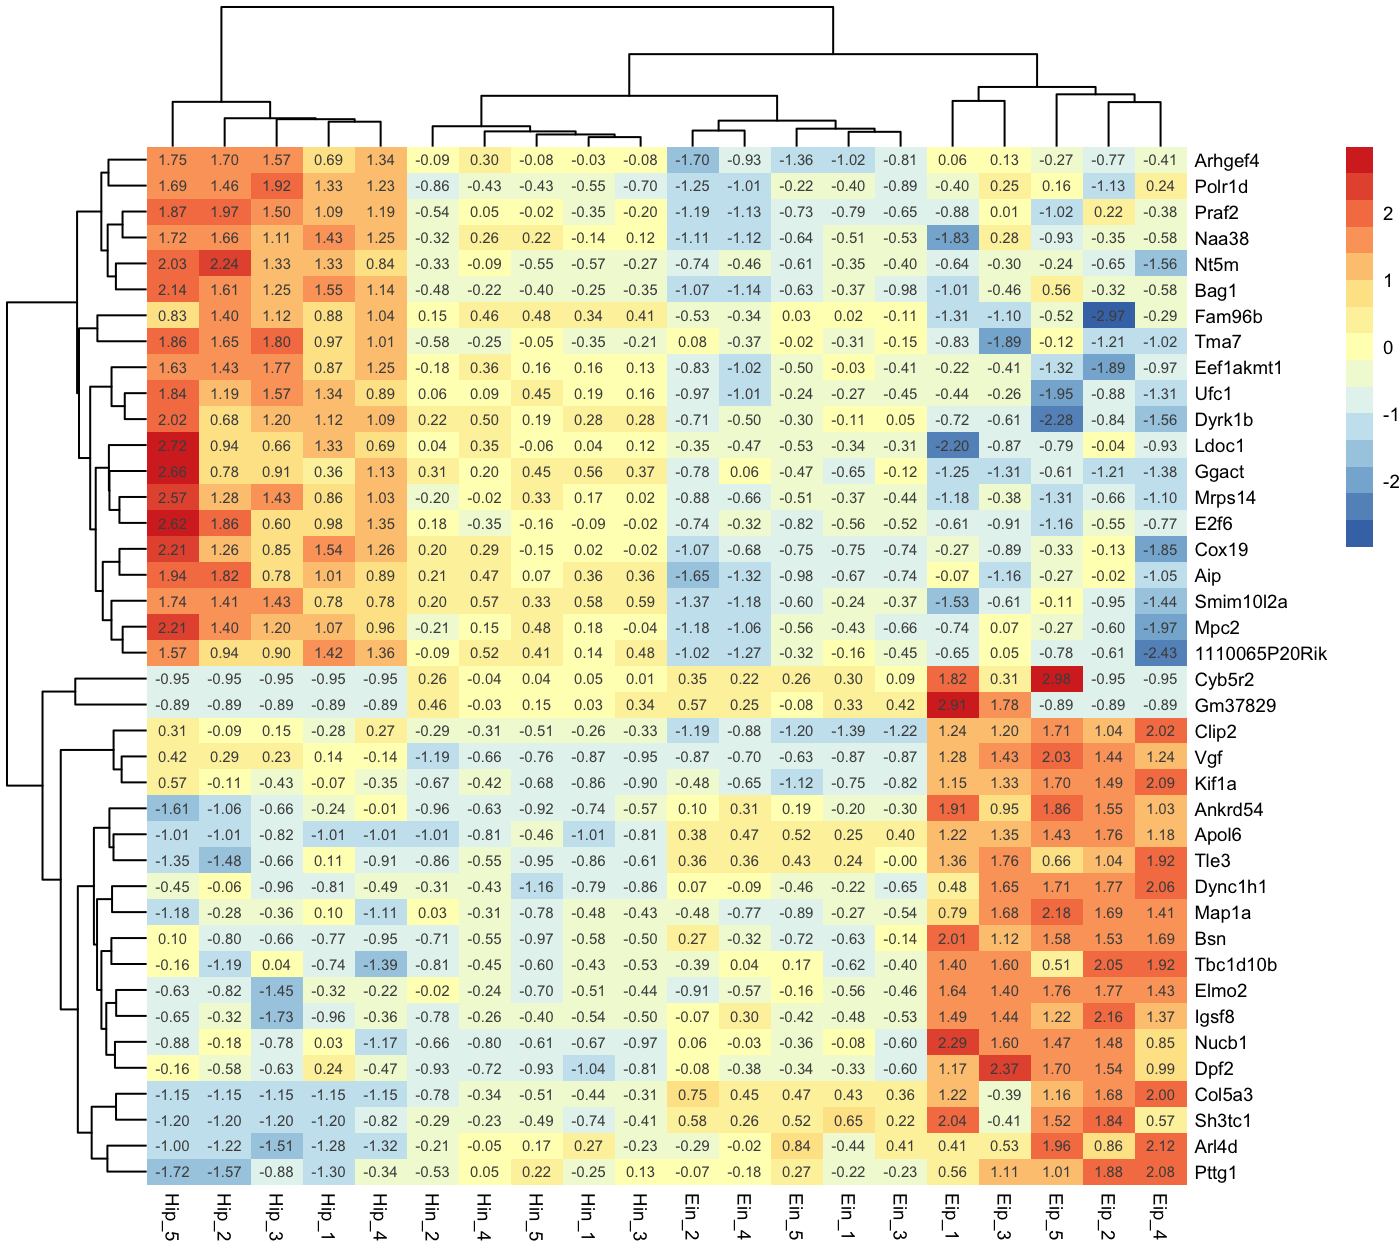 1.75 1.70 1.57 0.69 1.34 -0.09 0.30 -0.08 -0.03 -0.08 -1.70 -0.93 -1.36 -1.02 -0.81 0.06 0.13 -0.27 -0.77 -0.41 Arhgef4
1.69 1.46 1.92 1.33 1.23 -0.86 -0.43 -0.43 -0.55 -0.70 -1.25 -1.01 -0.22 -0.40 -0.89 -0.40 0.25 0.16 -1.13 0.24 Polr1d
1.87 1.97 1.50 1.09 1.19 -0.54 0.05 -0.02 -0.35 -0.20 -1.19 -1.13 -0.73 -0.79 -0.65 -0.88 0.01 -1.02 0.22 -0.38 Praf2
1.72 1.66 1.11 1.43 1.25 -0.32 0.26 0.22 -0.14 0.12 -1.11 -1.12 -0.64 -0.51 -0.53 -1.83 0.28 -0.93 -0.35 -0.58 Naa38
2.03 2.24 1.33 1.33 0.84 -0.33 -0.09 -0.55 -0.57 -0.27 -0.74 -0.46 -0.61 -0.35 -0.40 -0.64 -0.30 -0.24 -0.65 -1.56 Nt5m
2.14 1.61 1.25 1.55 1.14 -0.48 -0.22 -0.40 -0.25 -0.35 -1.07 -1.14 -0.63 -0.37 -0.98 -1.01 -0.46 0.56 -0.32 -0.58 Bag1
0.83 1.40 1.12 0.88 1.04 0.15 0.46 0.48 0.34 0.41 -0.53 -0.34 0.03 0.02 -0.11 -1.31 -1.10 -0.52 -2.97 -0.29 Fam96b
1.86 1.65 1.80 0.97 1.01 -0.58 -0.25 -0.05 -0.35 -0.21 0.08 -0.37 -0.02 -0.31 -0.15 -0.83 -1.89 -0.12 -1.21 -1.02 Tma7
1.63 1.43 1.77 0.87 1.25 -0.18 0.36 0.16 0.16 0.13 -0.83 -1.02 -0.50 -0.03 -0.41 -0.22 -0.41 -1.32 -1.89 -0.97 Eef1akmt1
1.84 1.19 1.57 1.34 0.89 0.06 0.09 0.45 0.19 0.16 -0.97 -1.01 -0.24 -0.27 -0.45 -0.44 -0.26 -1.95 -0.88 -1.31 Ufc1
2.02 0.68 1.20 1.12 1.09 0.22 0.50 0.19 0.28 0.28 -0.71 -0.50 -0.30 -0.11 0.05 -0.72 -0.61 -2.28 -0.84 -1.56 Dyrk1b
2.72 0.94 0.66 1.33 0.69 0.04 0.35 -0.06 0.04 0.12 -0.35 -0.47 -0.53 -0.34 -0.31 -2.20 -0.87 -0.79 -0.04 -0.93 Ldoc1
2.66 0.78 0.91 0.36 1.13 0.31 0.20 0.45 0.56 0.37 -0.78 0.06 -0.47 -0.65 -0.12 -1.25 -1.31 -0.61 -1.21 -1.38 Ggact
2.57 1.28 1.43 0.86 1.03 -0.20 -0.02 0.33 0.17 0.02 -0.88 -0.66 -0.51 -0.37 -0.44 -1.18 -0.38 -1.31 -0.66 -1.10 Mrps14
2.62 1.86 0.60 0.98 1.35 0.18 -0.35 -0.16 -0.09 -0.02 -0.74 -0.32 -0.82 -0.56 -0.52 -0.61 -0.91 -1.16 -0.55 -0.77 E2f6
2.21 1.26 0.85 1.54 1.26 0.20 0.29 -0.15 0.02 -0.02 -1.07 -0.68 -0.75 -0.75 -0.74 -0.27 -0.89 -0.33 -0.13 -1.85 Cox19
1.94 1.82 0.78 1.01 0.89 0.21 0.47 0.07 0.36 0.36 -1.65 -1.32 -0.98 -0.67 -0.74 -0.07 -1.16 -0.27 -0.02 -1.05 Aip
1.74 1.41 1.43 0.78 0.78 0.20 0.57 0.33 0.58 0.59 -1.37 -1.18 -0.60 -0.24 -0.37 -1.53 -0.61 -0.11 -0.95 -1.44 Smim10l2a
2.21 1.40 1.20 1.07 0.96 -0.21 0.15 0.48 0.18 -0.04 -1.18 -1.06 -0.56 -0.43 -0.66 -0.74 0.07 -0.27 -0.60 -1.97 Mpc2
1.57 0.94 0.90 1.42 1.36 -0.09 0.52 0.41 0.14 0.48 -1.02 -1.27 -0.32 -0.51 -0.45 -0.65 0.05 -0.78 -0.61 -2.43 1110065P20Rik
-0.95 -0.95 -0.95 -0.95 -0.95 0.26 -0.04 0.04 0.05 0.01 0.35 0.22 0.26 0.30 0.09 1.82 0.31 2.98 -0.95 -0.95 Cyb5r2
-0.89 -0.89 -0.89 -0.89 -0.89 0.46 -0.03 0.15 0.03 0.34 0.57 0.25 -0.08 0.33 0.42 2.91 1.78 -0.89 -0.89 -0.89 Gm37829
0.31 -0.09 0.15 -0.28 0.27 -0.29 -0.31 -0.51 -0.26 -0.33 -1.19 -0.88 -1.20 -1.39 -1.22 1.24 1.20 1.71 1.04 2.02 Clip2
0.42 0.29 0.23 0.14 -0.14 -1.19 -0.66 -0.76 -0.87 -0.95 -0.87 -0.70 -0.63 -0.87 -0.87 1.28 1.43 2.03 1.44 1.24 Vgf
0.57 -0.11 -0.43 -0.07 -0.35 -0.67 -0.42 -0.68 -0.86 -0.90 -0.48 -0.65 -1.12 -0.75 -0.82 1.15 1.33 1.70 1.49 2.09 Kif1a
-1.61 -1.06 -0.66 -0.24 -0.01 -0.96 -0.63 -0.92 -0.74 -0.57 0.10 0.31 0.19 -0.20 -0.30 1.91 0.95 1.86 1.55 1.03 Ankrd54
-1.01 -1.01 -0.82 -1.01 -1.01 -1.01 -0.81 -0.46 -1.01 -0.81 0.38 0.47 0.52 0.25 0.40 1.22 1.35 1.43 1.76 1.18 Apol6
-1.35 -1.48 -0.66 0.11 -0.91 -0.86 -0.55 -0.95 -0.86 -0.61 0.36 0.36 0.43 0.24 -0.00 1.36 1.76 0.66 1.04 1.92 Tle3
-0.45 -0.06 -0.96 -0.81 -0.49 -0.31 -0.43 -1.16 -0.79 -0.86 0.07 -0.09 -0.46 -0.22 -0.65 0.48 1.65 1.71 1.77 2.06 Dync1h1
-1.18 -0.28 -0.36 0.10 -1.11 0.03 -0.31 -0.78 -0.48 -0.43 -0.48 -0.77 -0.89 -0.27 -0.54 0.79 1.68 2.18 1.69 1.41 Map1a
0.10 -0.80 -0.66 -0.77 -0.95 -0.71 -0.55 -0.97 -0.58 -0.50 0.27 -0.32 -0.72 -0.63 -0.14 2.01 1.12 1.58 1.53 1.69 Bsn
-0.16 -1.19 0.04 -0.74 -1.39 -0.81 -0.45 -0.60 -0.43 -0.53 -0.39 0.04 0.17 -0.62 -0.40 1.40 1.60 0.51 2.05 1.92 Tbc1d10b
-0.63 -0.82 -1.45 -0.32 -0.22 -0.02 -0.24 -0.70 -0.51 -0.44 -0.91 -0.57 -0.16 -0.56 -0.46 1.64 1.40 1.76 1.77 1.43 Elmo2
-0.65 -0.32 -1.73 -0.96 -0.36 -0.78 -0.26 -0.40 -0.54 -0.50 -0.07 0.30 -0.42 -0.48 -0.53 1.49 1.44 1.22 2.16 1.37 Igsf8
-0.88 -0.18 -0.78 0.03 -1.17 -0.66 -0.80 -0.61 -0.67 -0.97 0.06 -0.03 -0.36 -0.08 -0.60 2.29 1.60 1.47 1.48 0.85 Nucb1
-0.16 -0.58 -0.63 0.24 -0.47 -0.93 -0.72 -0.93 -1.04 -0.81 -0.08 -0.38 -0.34 -0.33 -0.60 1.17 2.37 1.70 1.54 0.99 Dpf2
-1.15 -1.15 -1.15 -1.15 -1.15 -0.78 -0.34 -0.51 -0.44 -0.31 0.75 0.45 0.47 0.43 0.36 1.22 -0.39 1.16 1.68 2.00 Col5a3
-1.20 -1.20 -1.20 -1.20 -0.82 -0.29 -0.23 -0.49 -0.74 -0.41 0.58 0.26 0.52 0.65 0.22 2.04 -0.41 1.52 1.84 0.57 Sh3tc1
-1.00 -1.22 -1.51 -1.28 -1.32 -0.21 -0.05 0.17 0.27 -0.23 -0.29 -0.02 0.84 -0.44 0.41 0.41 0.53 1.96 0.86 2.12 Arl4d
-1.72 -1.57 -0.88 -1.30 -0.34 -0.53 0.05 0.22 -0.25 0.13 -0.07 -0.18 0.27 -0.22 -0.23 0.56 1.11 1.01 1.88 2.08 Pttg1
Hip_5 Hip_2 Hip_3 Hip_1 Hip_4 Hin_2 Hin_4 Hin_5 Hin_1 Hin_3 Ein_2 Ein_4 Ein_5 Ein_1 Ein_3 Eip_1 Eip_3 Eip_5 Eip_2 Eip_4
2
0
-1
-2